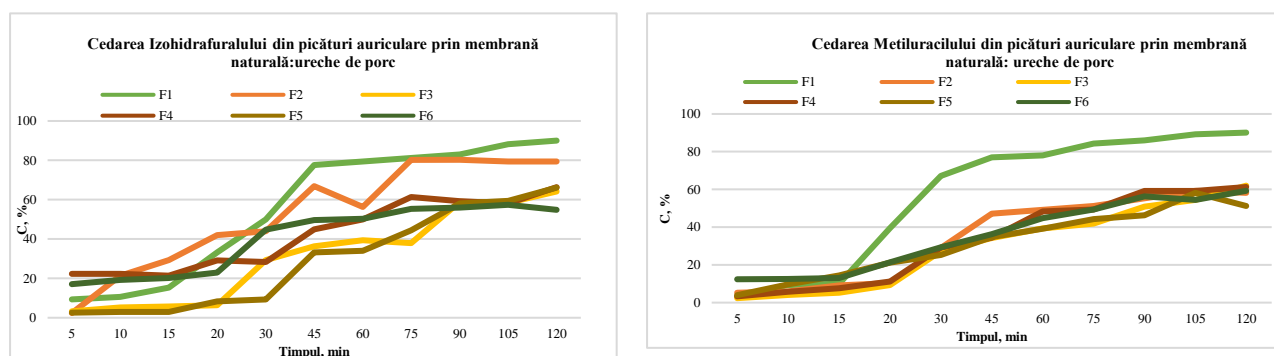 Cedarea Izohidrafuralului din picături auriculare prin membrană
naturală:ureche de porc
F1 F2 F3
F4 F5 F6
C, %
100
80
60
40
20
0
5 10 15 20 30 45 60 75 90 105 120
Timpul, min
Cedarea Metiluracilului din picături auriculare prin membrană
naturală: ureche de porc
F1 F2 F3
F4 F5 F6
C, %
100
80
60
40
20
0
5 10 15 20 30 45 60 75 90 105 120
Timpul, min